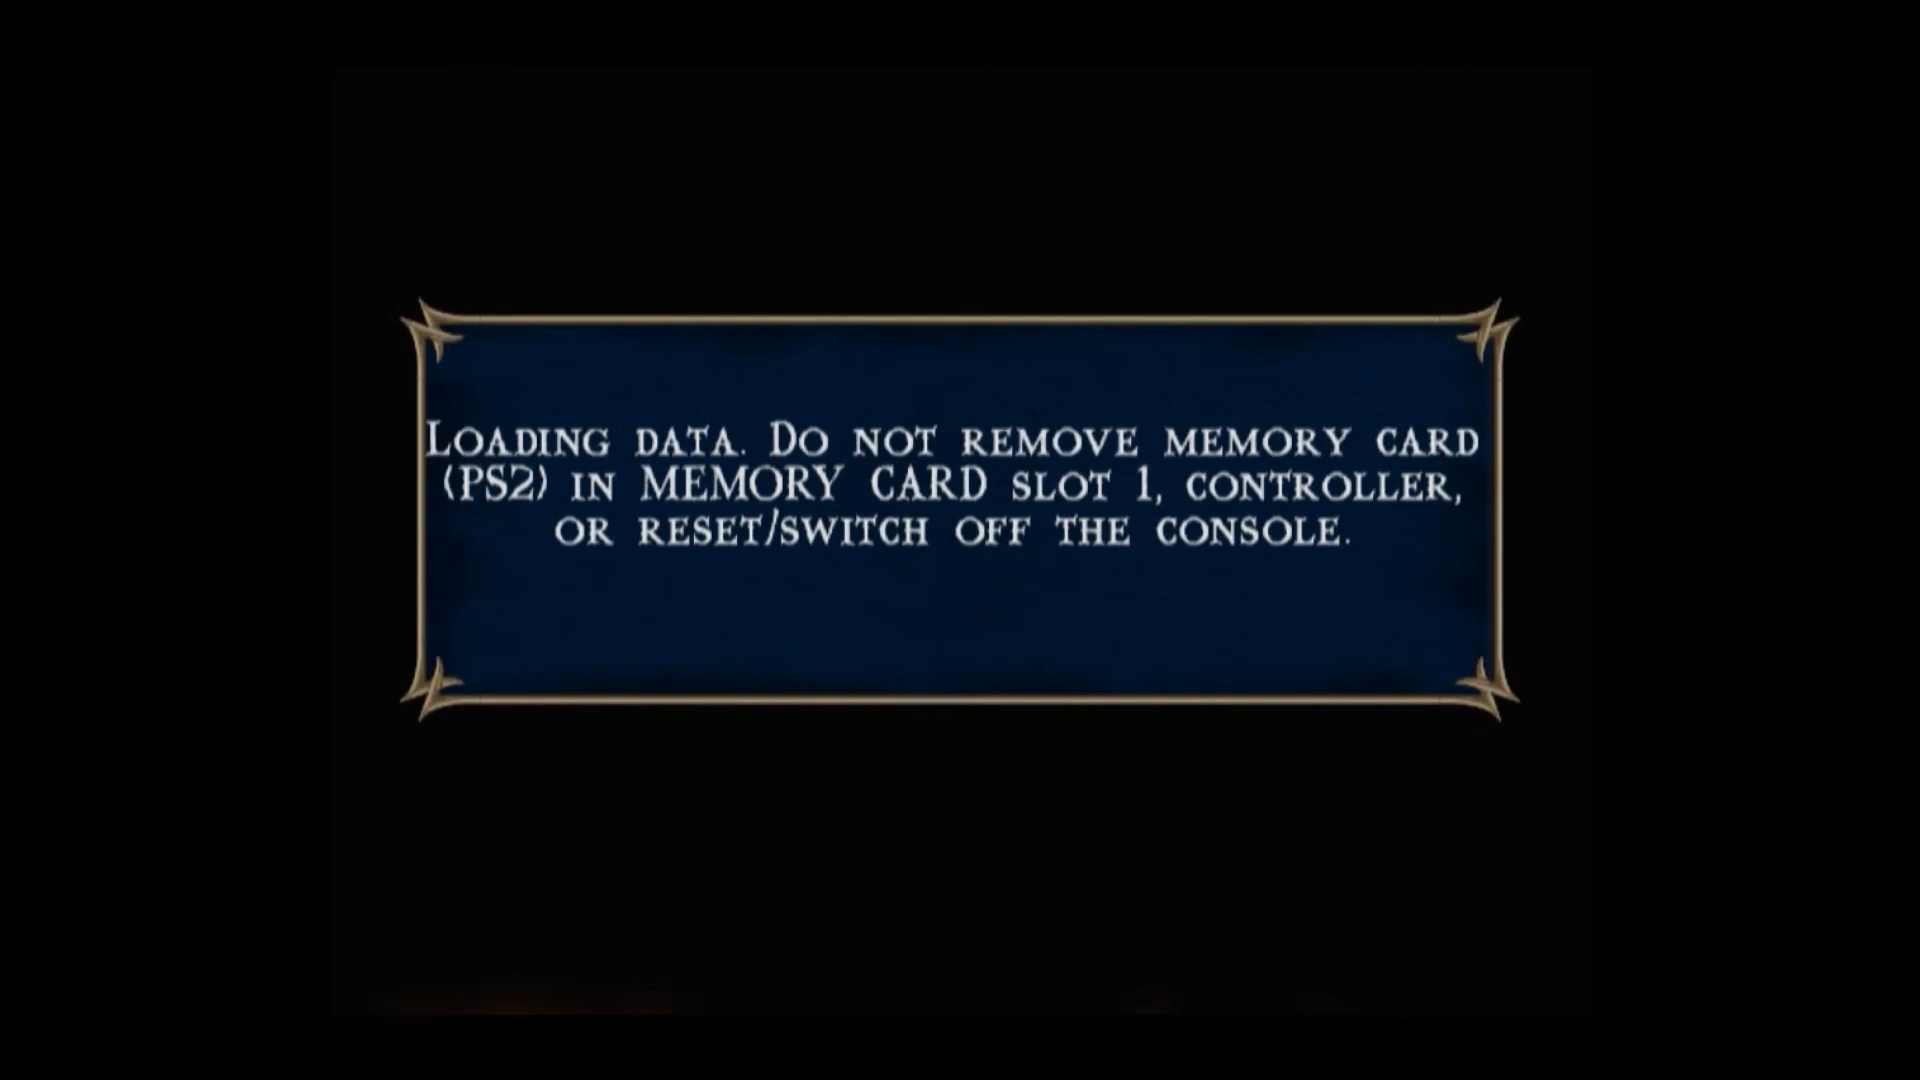 Loading data. Do not remove memory card
(PS2) in MEMORY CARD slot 1, controller,
or reset/switch off the console.